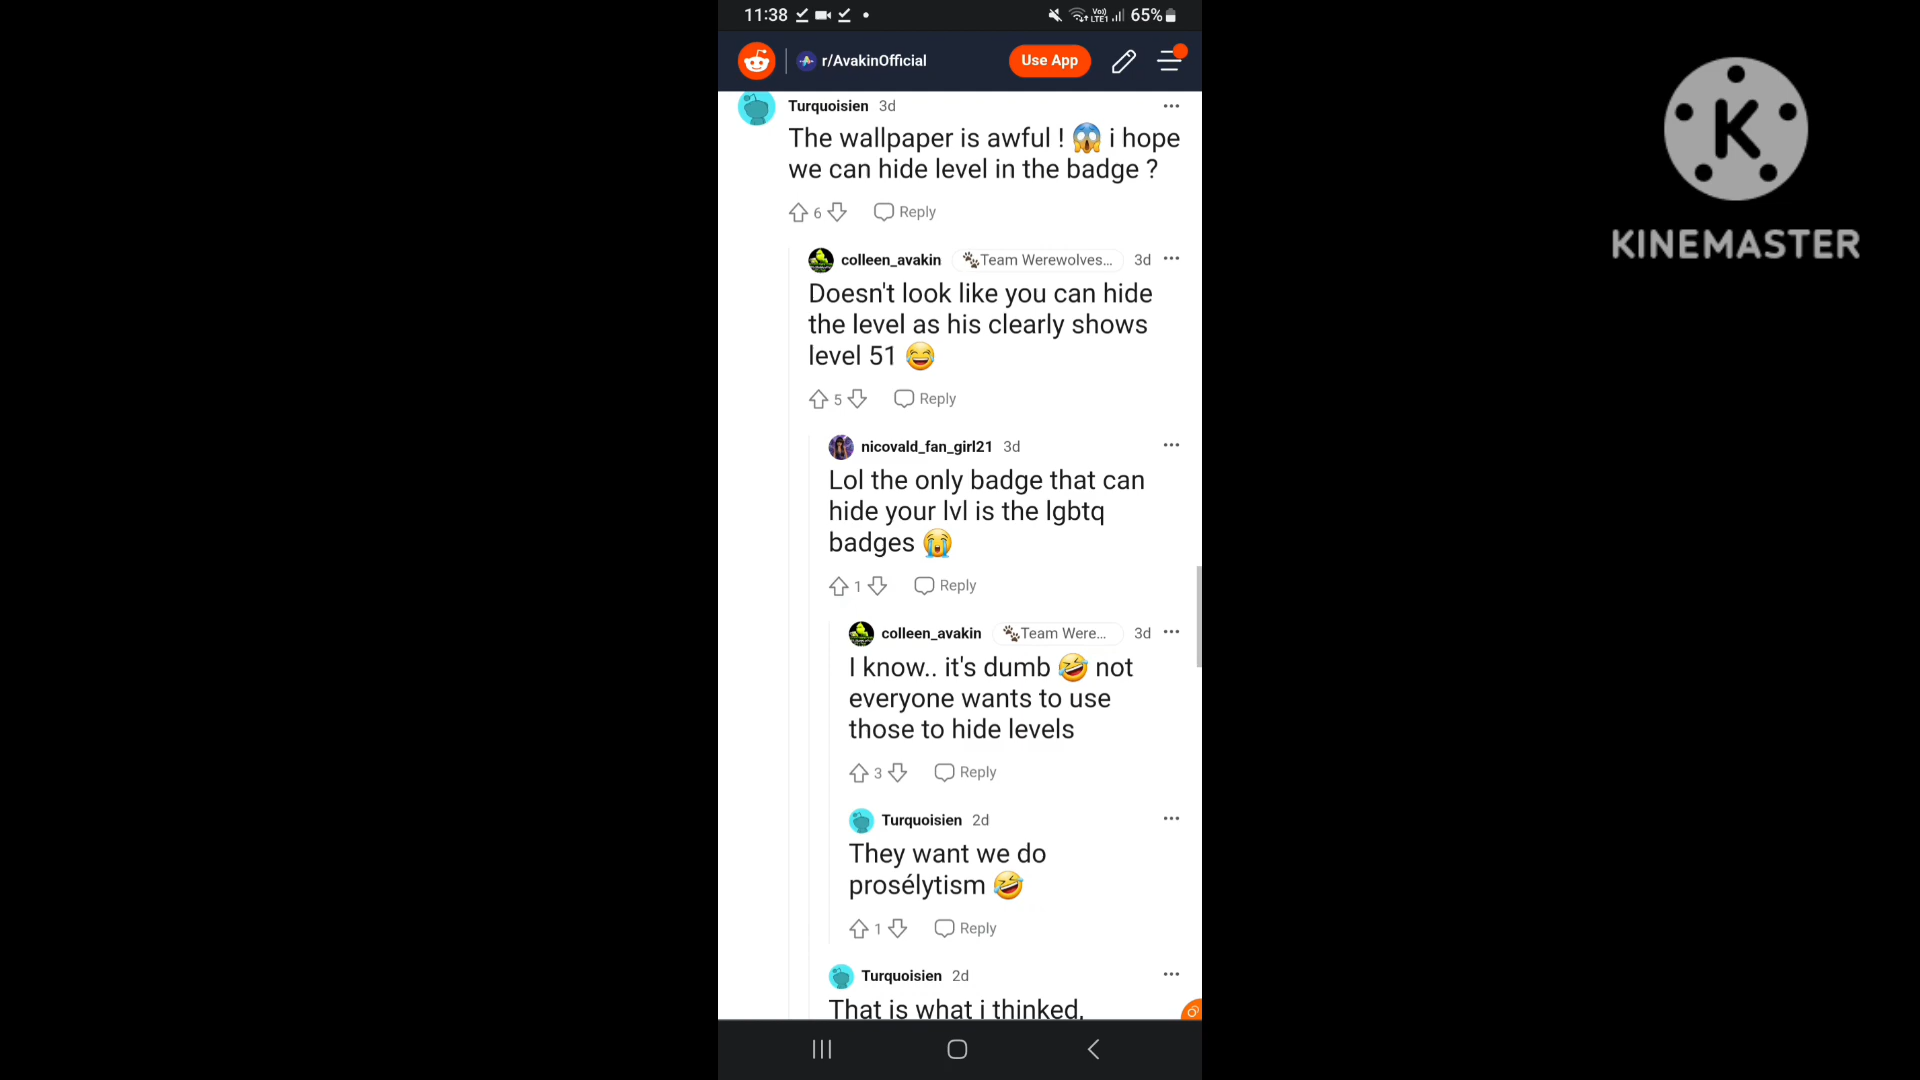 11:38
Vo)) LTE1 65%
r/AvakinOfficial
Use App
Turquoisien 3d
The wallpaper is awful ! 😱 i hope
we can hide level in the badge ?
6 Reply
colleen_avakin 🐾Team Werewolves... 3d
Doesn't look like you can hide
the level as his clearly shows
level 51 😂
5 Reply
nicovald_fan_girl21 3d
Lol the only badge that can
hide your lvl is the lgbtq
badges 😭
1 Reply
colleen_avakin 🐾Team Were... 3d
I know.. it's dumb 🤣 not
everyone wants to use
those to hide levels
3 Reply
Turquoisien 2d
They want we do
prosélytism 🤣
1 Reply
Turquoisien 2d
That is what i thinked,
K
KINEMASTER